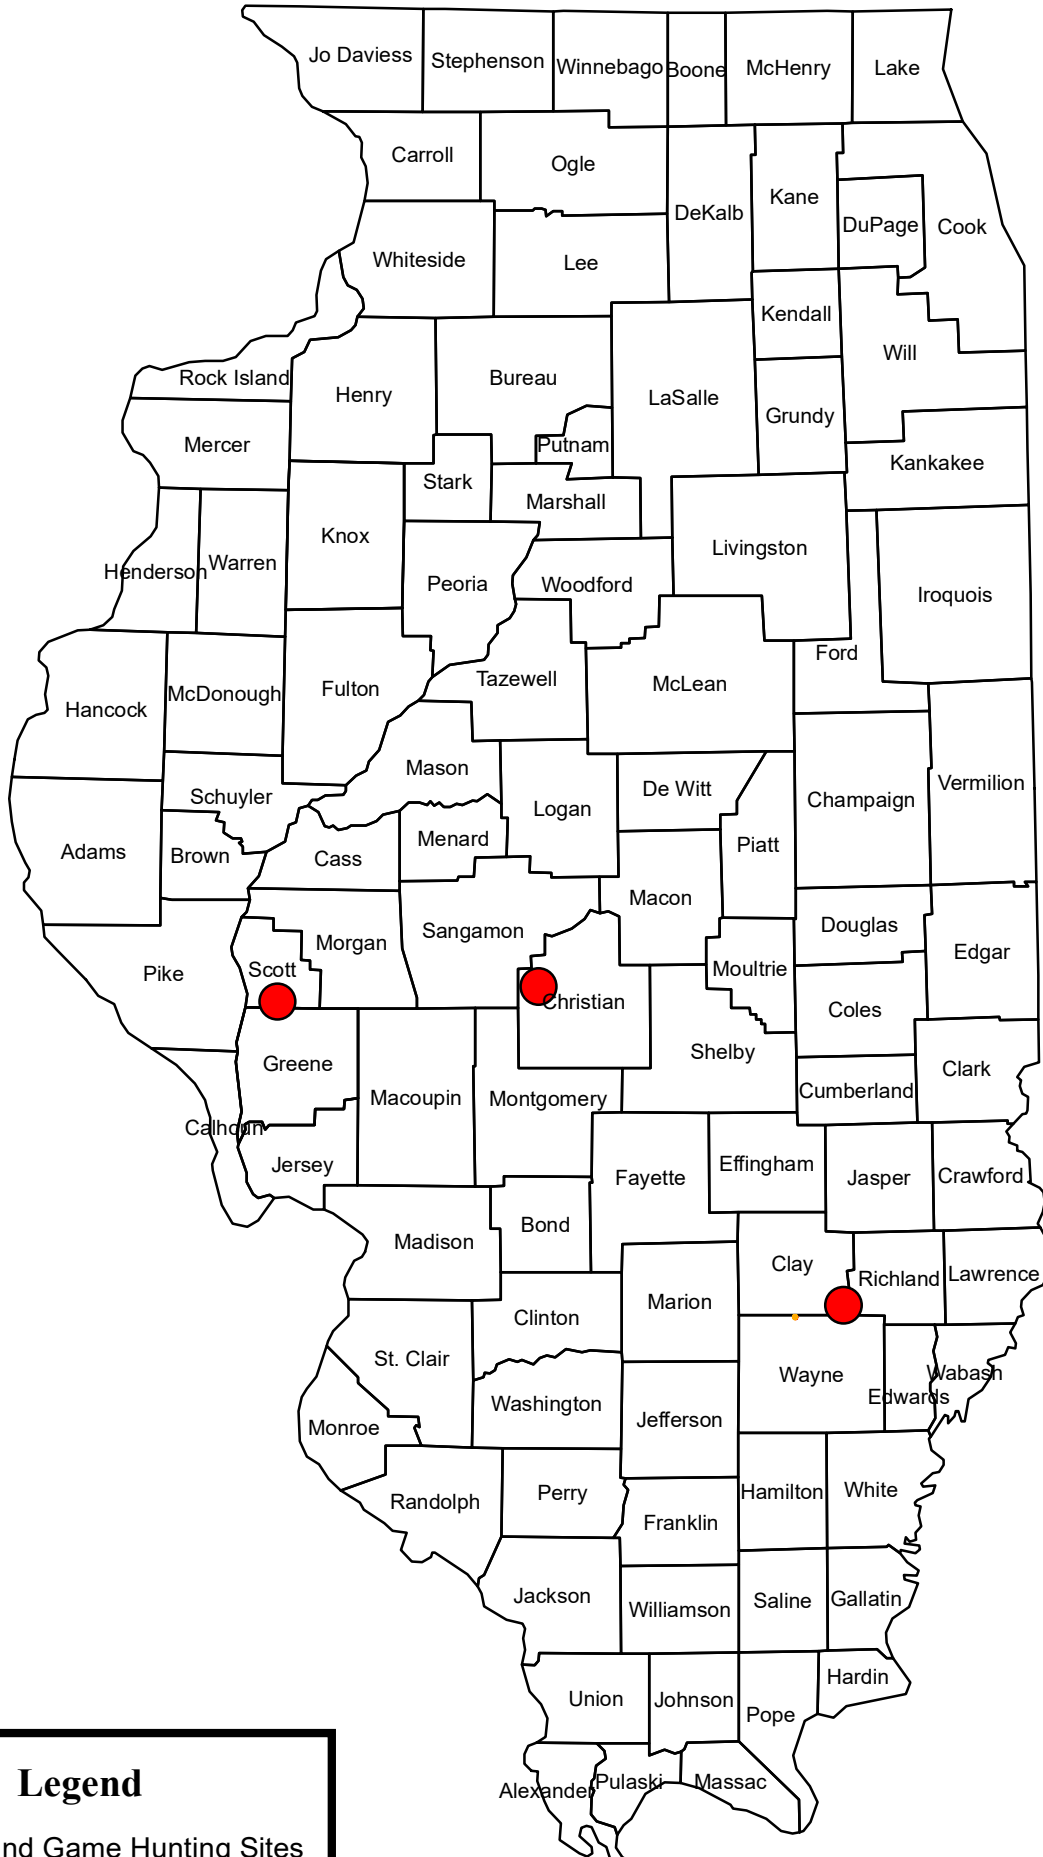 Jo Daviess
Stephenson
Winnebago
Boone
McHenry
Lake
Carroll
Ogle
DeKalb
Kane
DuPage
Cook
Whiteside
Lee
Kendall
Will
Rock Island
Henry
Bureau
LaSalle
Grundy
Mercer
Putnam
Kankakee
Stark
Marshall
Knox
Livingston
Henderson
Warren
Peoria
Woodford
Iroquois
Ford
Hancock
McDonough
Fulton
Tazewell
McLean
Mason
Schuyler
Logan
De Witt
Champaign
Vermilion
Adams
Brown
Cass
Menard
Piatt
Macon
Sangamon
Morgan
Douglas
Edgar
Pike
Scott
Moultrie
Christian
Coles
Greene
Shelby
Clark
Macoupin
Montgomery
Cumberland
Calhoun
Jersey
Fayette
Effingham
Jasper
Crawford
Madison
Bond
Clay
Richland
Lawrence
Clinton
Marion
St. Clair
Wayne
Wabash
Edwards
Washington
Jefferson
Monroe
Randolph
Perry
Hamilton
White
Franklin
Jackson
Williamson
Saline
Gallatin
Hardin
Union
Johnson
Pope
Alexander
Pulaski
Massac
Legend
nd Game Hunting Sites